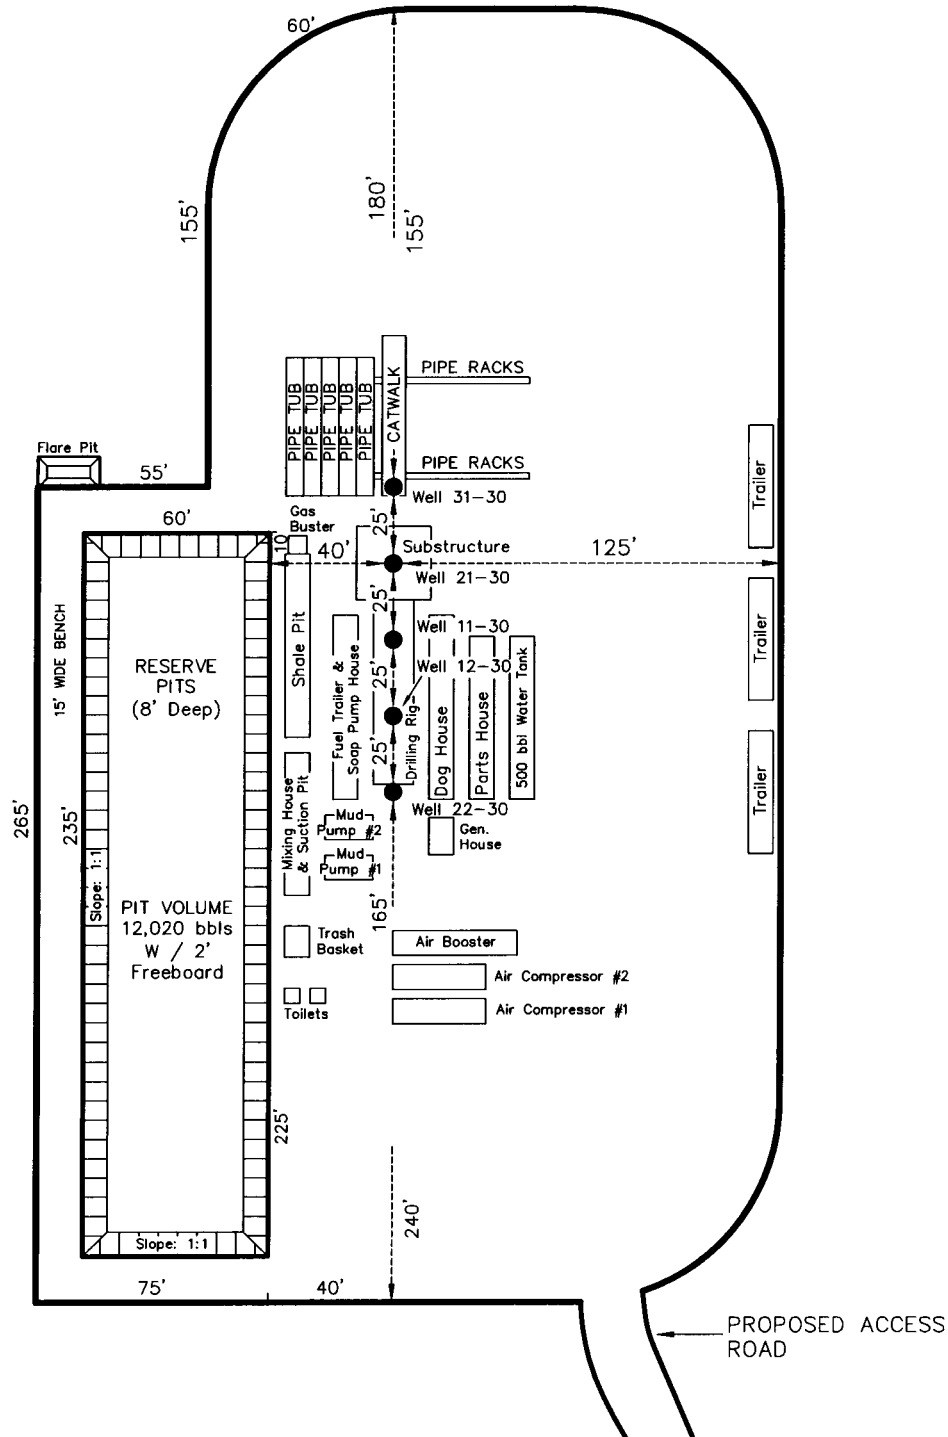 60'
155'
180'
155'
PIPE TUB
PIPE TUB
PIPE TUB
PIPE TUB
PIPE TUB
CATWALK
PIPE RACKS
PIPE RACKS
Flare Pit
55'
Well 31-30
Trailer
60'
Gas
Buster
10
40'
25'
Substructure
125'
Well 21-30
25'
Well 11-30
Trailer
15' WIDE BENCH
RESERVE
PITS
(8' Deep)
Shale Pit
Fuel Trailer &
Soap Pump House
25'
Well 12-30
Drilling Rig
Dog House
Parts House
500 bbl Water Tank
25'
Trailer
Well 22-30
265'
235'
Slope: 1:1
Mixing House
& Suction Pit
Mud
Pump #2
Mud
Pump #1
Gen.
House
PIT VOLUME
12,020 bbls
W / 2'
Freeboard
165'
Trash
Basket
Air Booster
Air Compressor #2
Toilets
Air Compressor #1
225'
240'
Slope: 1:1
75'
40'
PROPOSED ACCESS
ROAD